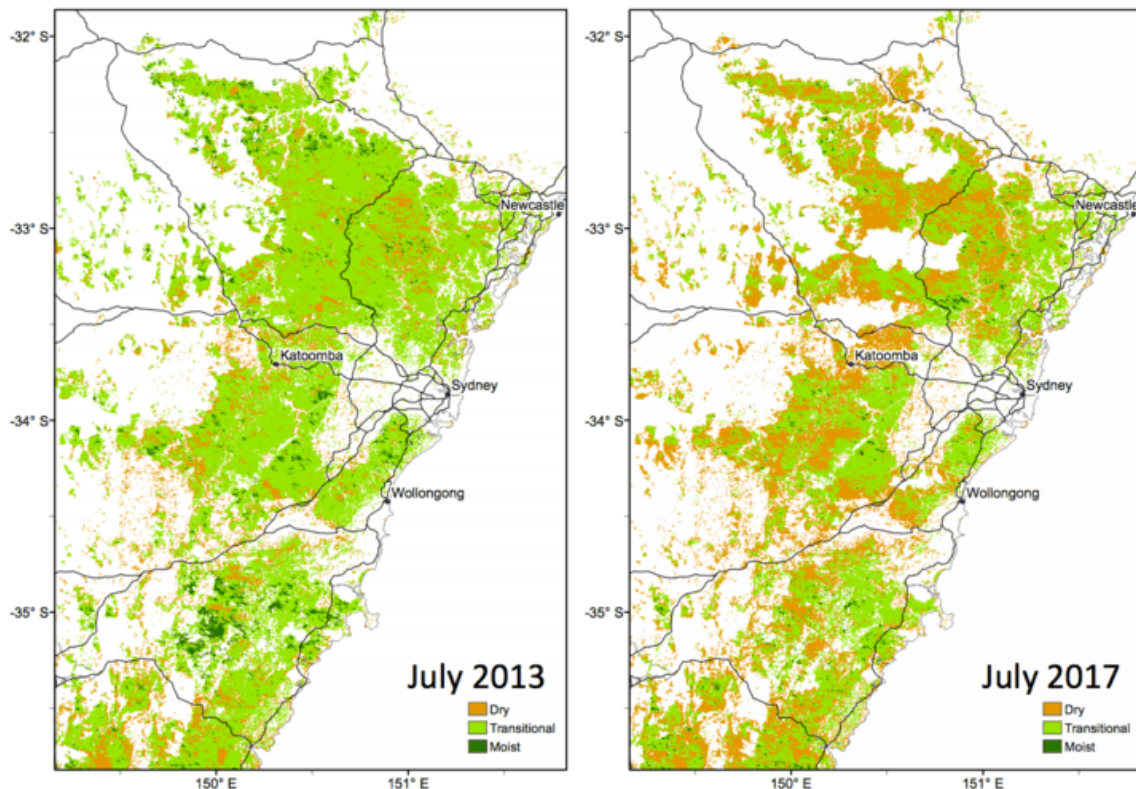 -32° S
-33° S
-34° S
-35° S
150° E
151° E
Newcastle
Katoomba
Sydney
Wollongong
July 2013
Dry
Transitional
Moist
-32° S
-33° S
-34° S
-35° S
150° E
151° E
Newcastle
Katoomba
Sydney
Wollongong
July 2017
Dry
Transitional
Moist